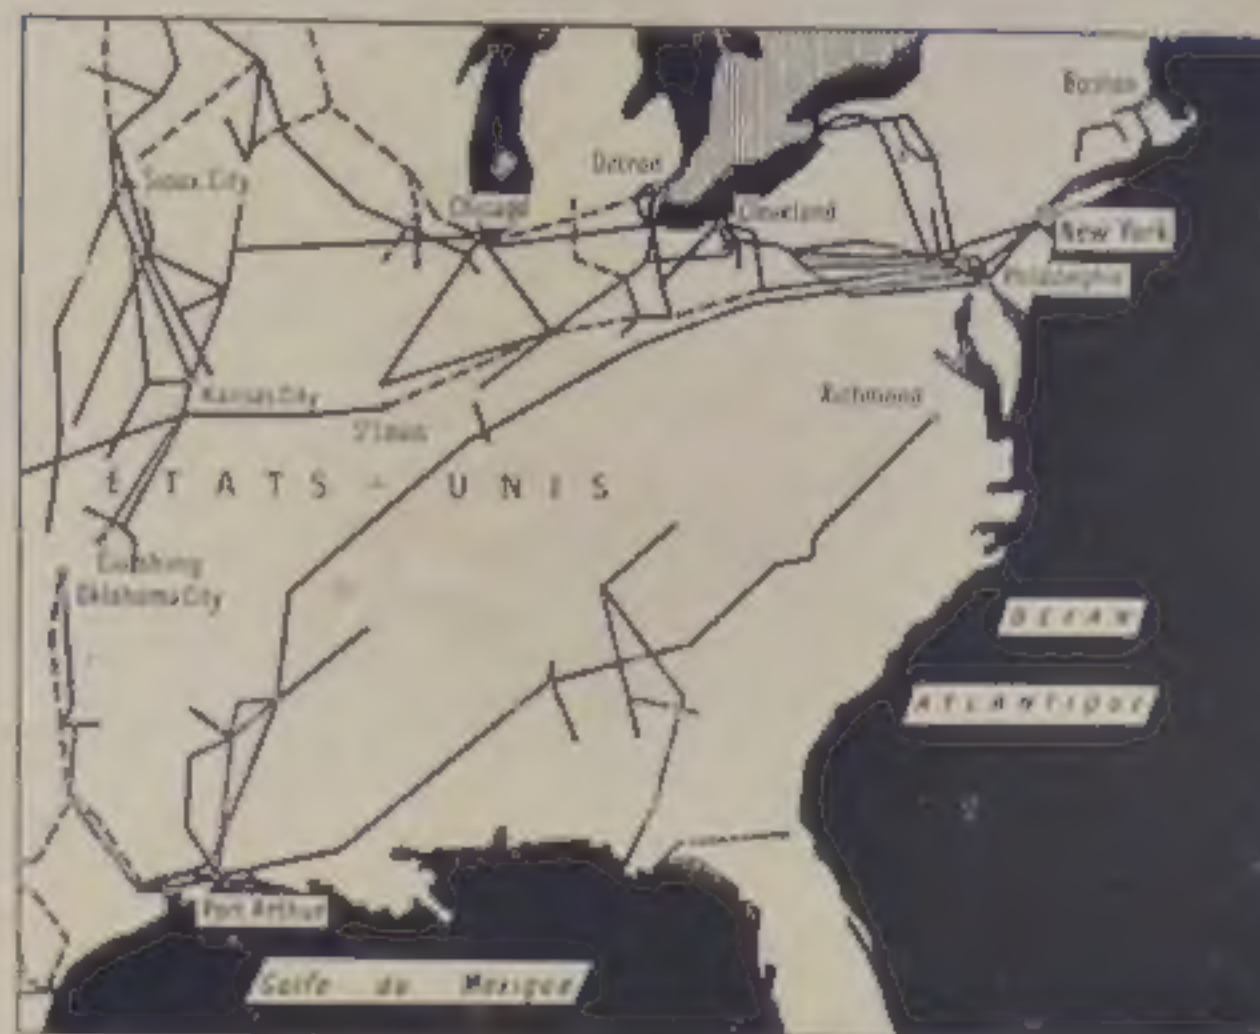 Boston
Detroit
Sioux City
Chicago
Cleveland
New York
Philadelphia
Kansas City
Richmond
St Louis
ETATS - UNIS
Cushing
Oklahoma City
OCEAN
ATLANTIQUE
Port Arthur
Golfe du Mexique